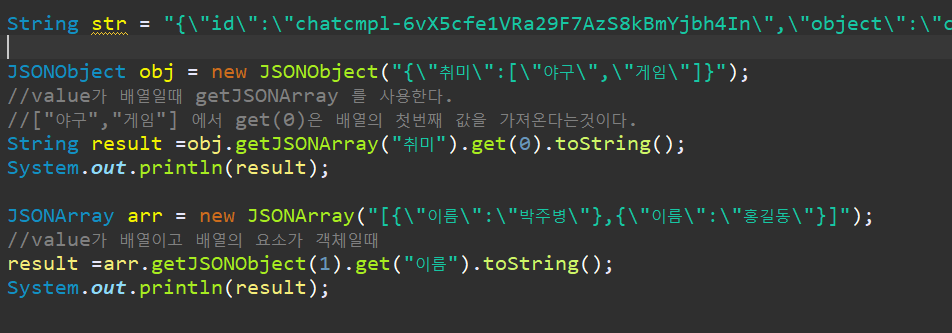 String str = "{\"id\":\"chatcmpl-6vX5cfe1VRa29F7AzS8kBmYjbh4In\",\"object\":\"c
JSONObject obj = new JSONObject("{\"취미\":[\"야구\",\"게임\"]}");
//value가 배열일때 getJSONArray 를 사용한다.
//["야구","게임"] 에서 get(0)은 배열의 첫번째 값을 가져온다는것이다.
String result =obj.getJSONArray("취미").get(0).toString();
System.out.println(result);
JSONArray arr = new JSONArray("[{\"이름\":\"박주병\"},{\"이름\":\"홍길동\"}]");
//value가 배열이고 배열의 요소가 객체일때
result =arr.getJSONObject(1).get("이름").toString();
System.out.println(result);